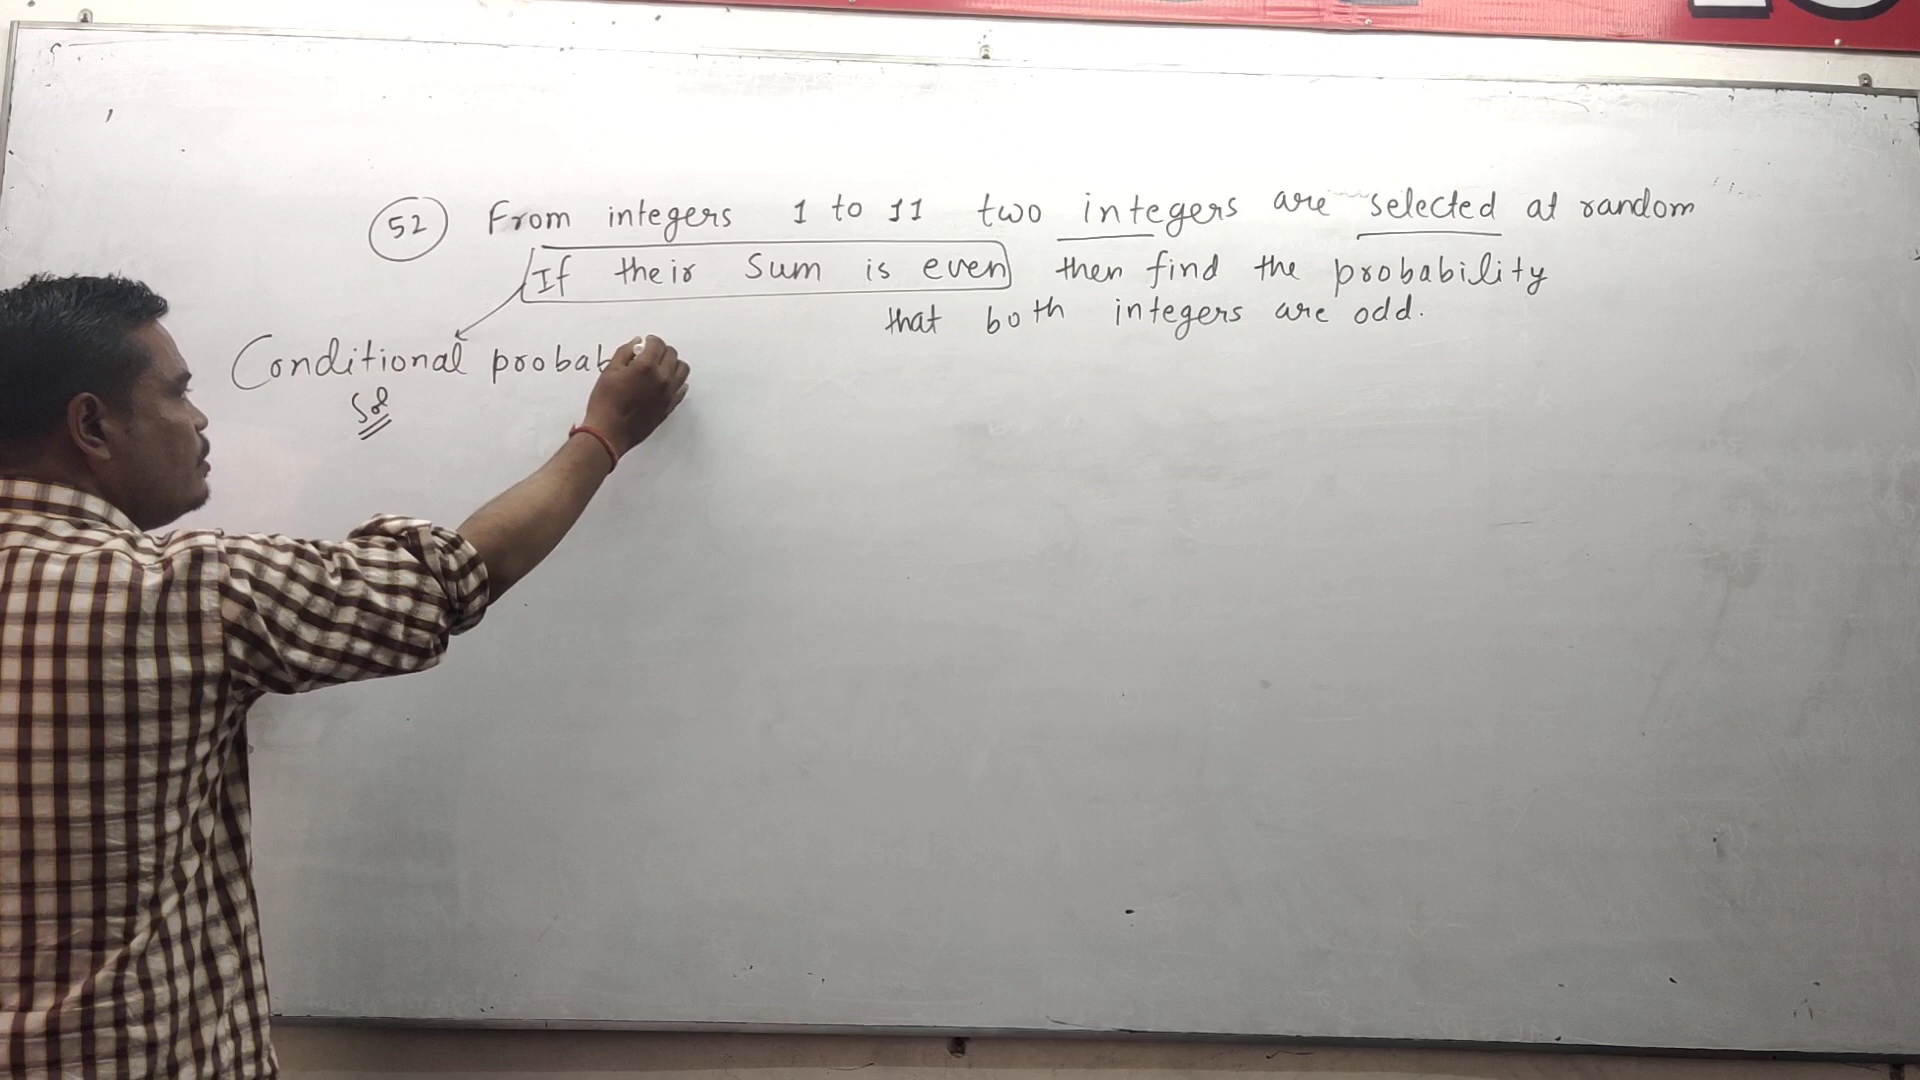 52 From integers 1 to 11 two integers are selected at random
If their sum is even then find the probability
that both integers are odd.
Conditional probab
Sol